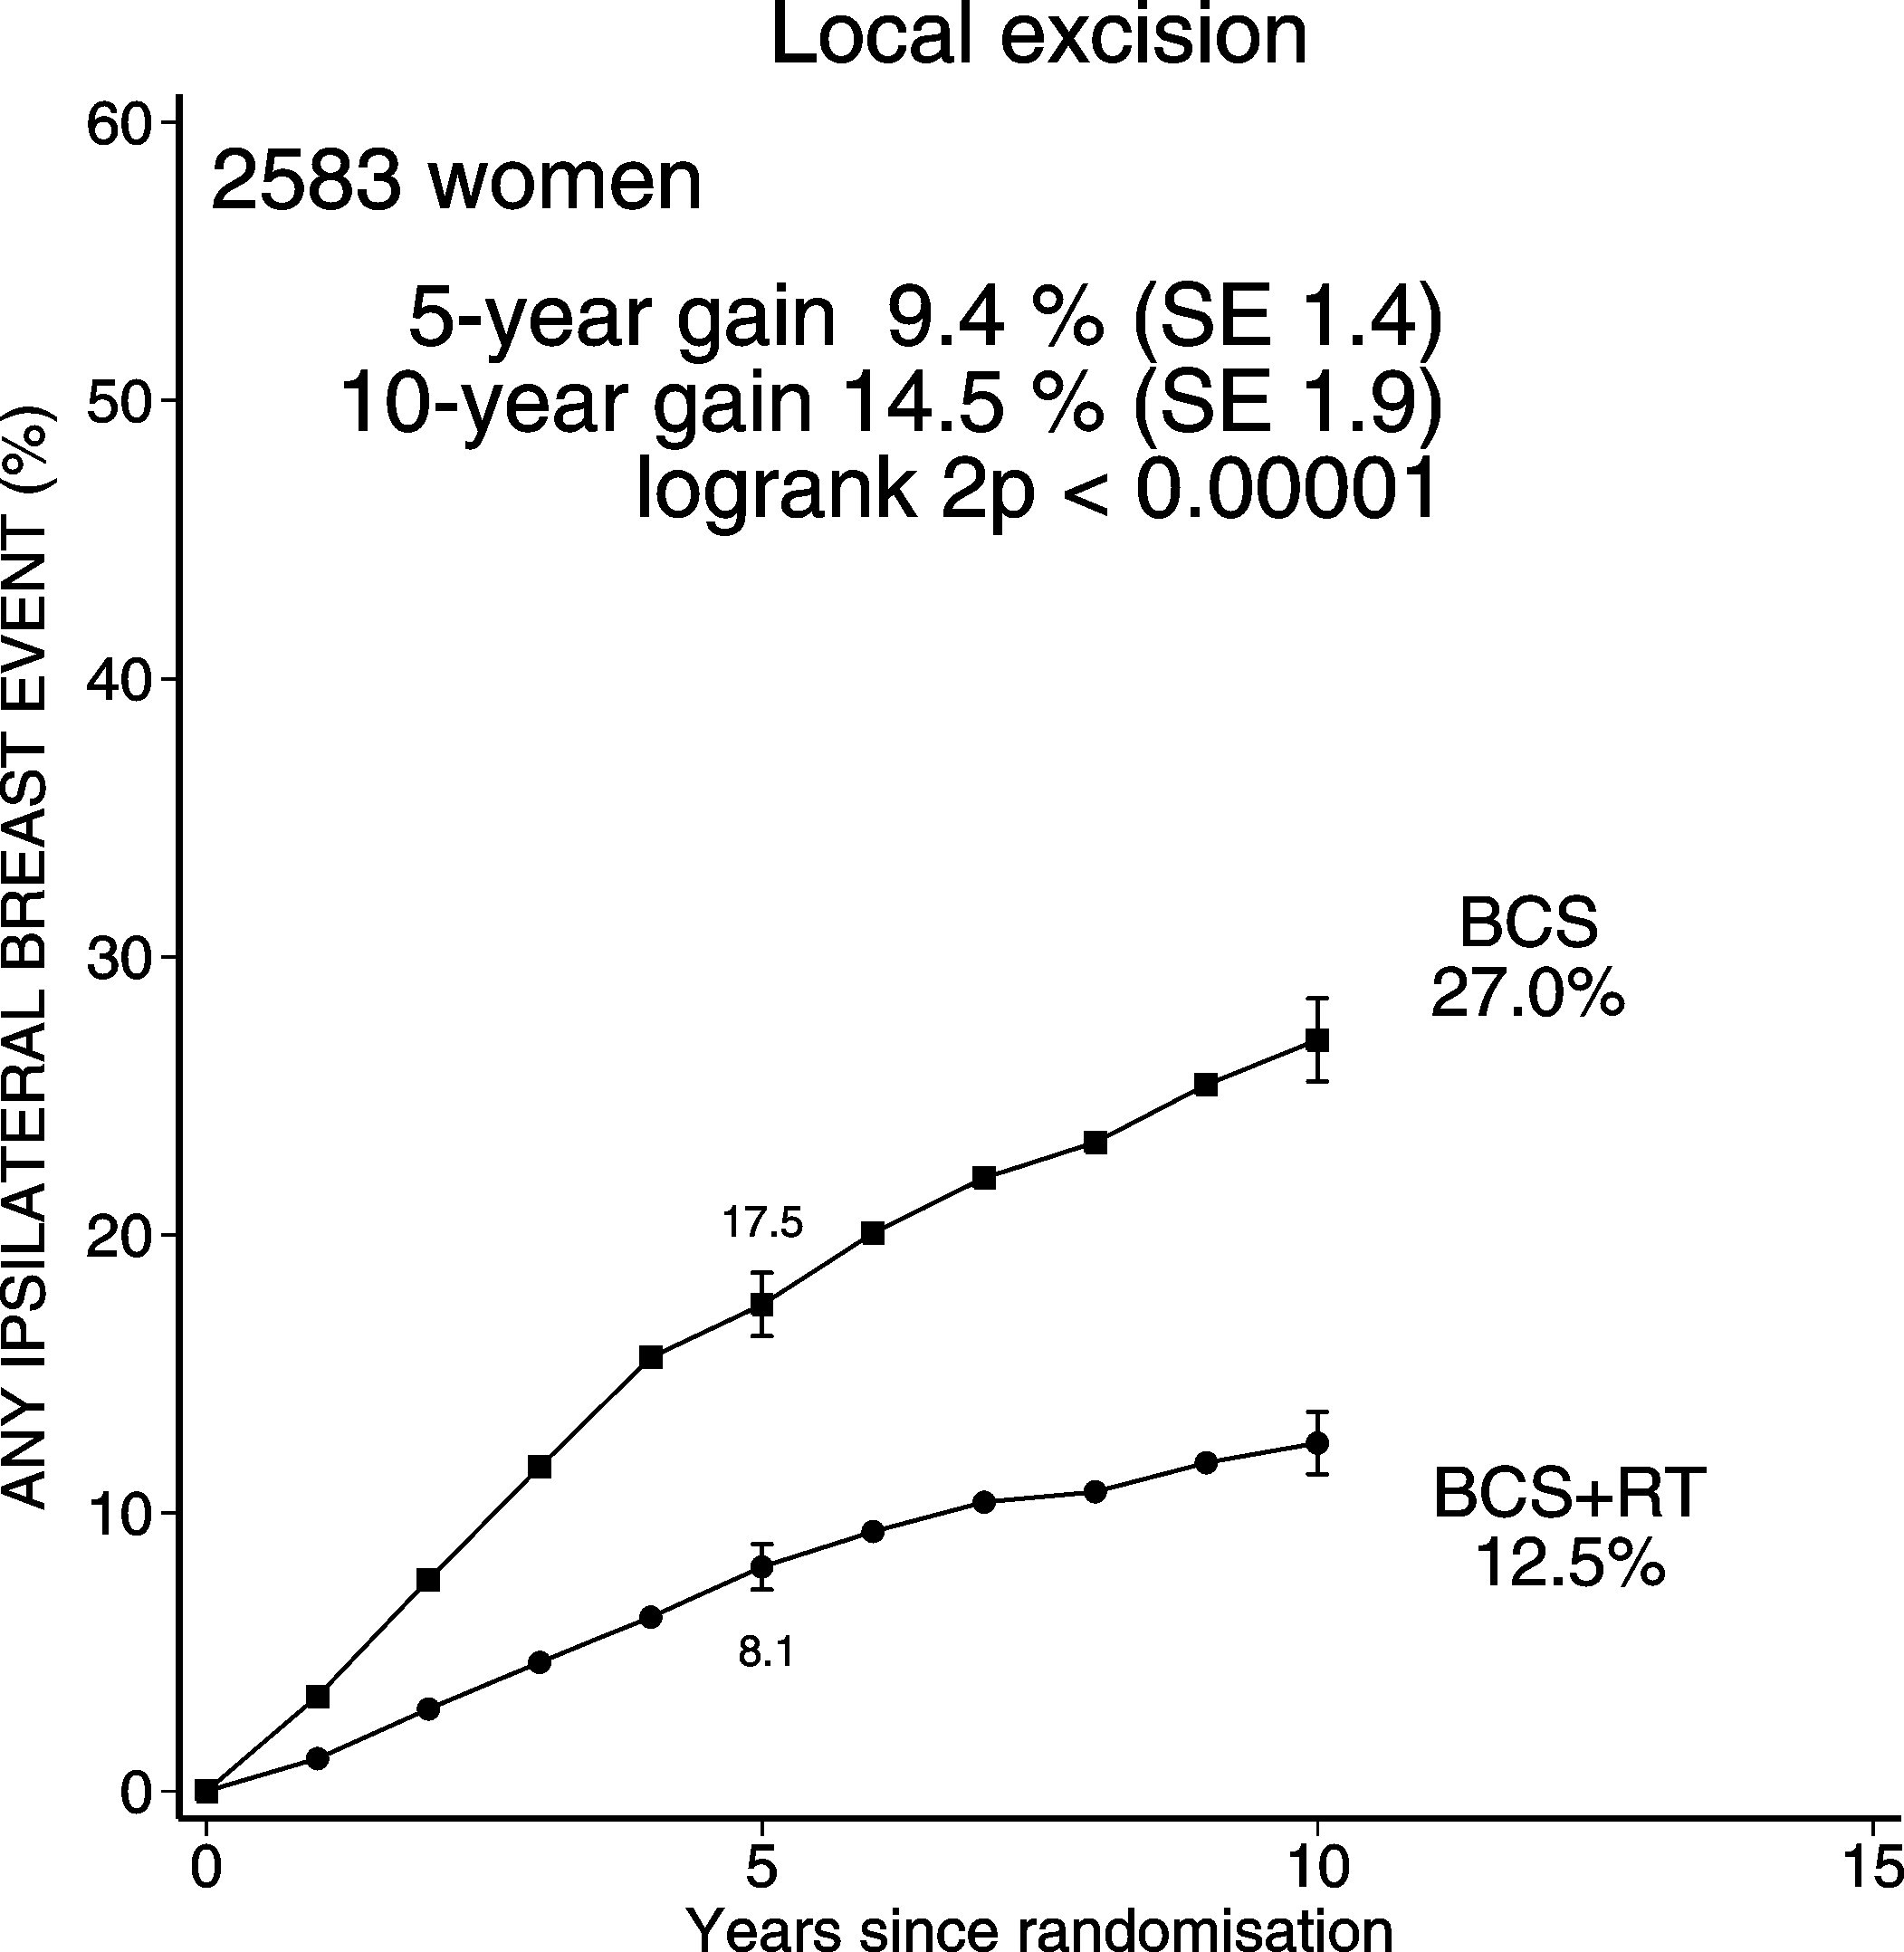 Local excision
60
2583 women
5-year gain 9.4 % (SE 1.4)
10-year gain 14.5 % (SE 1.9)
logrank 2p < 0.00001
50
40
30
20
10
0
ANY IPSILATERAL BREAST EVENT (%)
BCS
27.0%
17.5
BCS+RT
12.5%
8.1
0 5 10 15
Years since randomisation